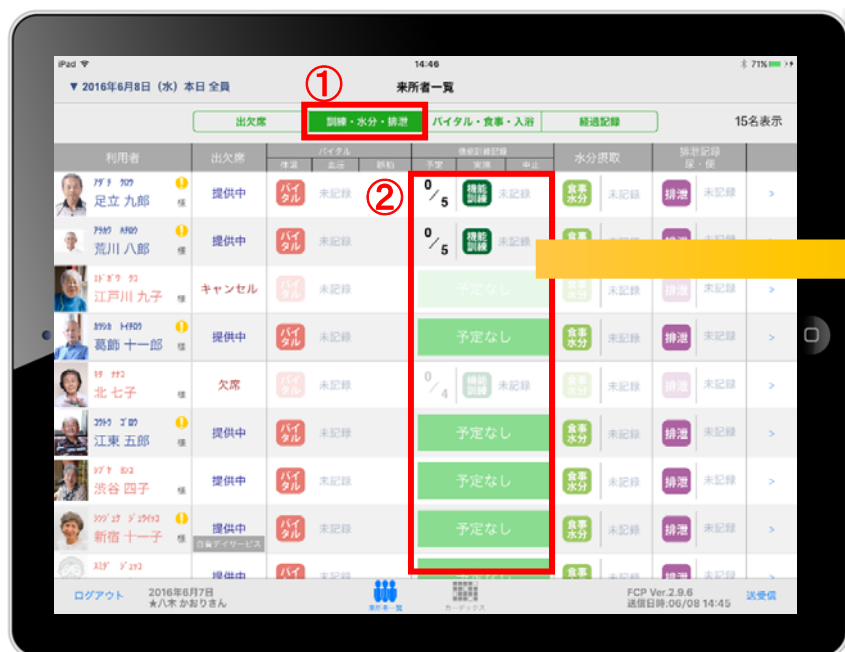 iPad 14:46 71%
▼ 2016年6月8日（水）本日 全員 来所者一覧
①
出欠席 訓練・水分・排泄 バイタル・食事・入浴 経過記録 15名表示
利用者 出欠席 バイタル 機能訓練記録 水分摂取 排泄記録
体温 血圧 脈拍 予定 実施 中止 尿・便
②
足立 九郎 様 提供中 バイタル 未記録 0/5 機能訓練 未記録 食事水分 未記録 排泄 未記録 >
荒川 八郎 様 提供中 バイタル 未記録 0/5 機能訓練 未記録 食事
江戸川 九子 様 キャンセル バイタル 未記録 予定なし 食事水分 未記録 排泄 未記録 >
葛飾 十一郎 様 提供中 バイタル 未記録 予定なし 食事水分 未記録 排泄 未記録 >
北 七子 様 欠席 バイタル 未記録 0/4 機能訓練 未記録 食事水分 未記録 排泄 未記録 >
江東 五郎 様 提供中 バイタル 未記録 予定なし 食事水分 未記録 排泄 未記録 >
渋谷 四子 様 提供中 バイタル 未記録 予定なし 食事水分 未記録 排泄 未記録 >
新宿 十一子 様 提供中 バイタル 未記録 予定なし 食事水分 未記録 排泄 未記録 >
自費デイサービス
ログアウト 2016年6月7日 来所者一覧 カーデックス FCP Ver.2.9.6 送受信
★八木 かおりさん 送信日時:06/08 14:45